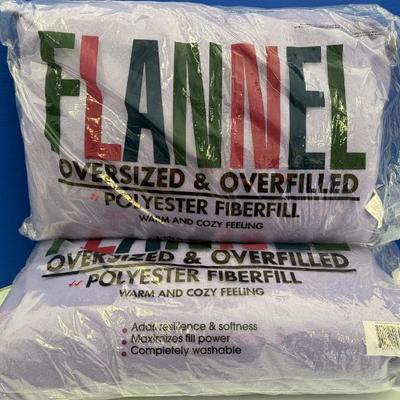 FLANNEL
OVERSIZED & OVERFILLED
POLYESTER FIBERFILL
WARM AND COZY FEELING
FLANNEL
OVERSIZED & OVERFILLED
POLYESTER FIBERFILL
WARM AND COZY FEELING
• Adds resilience & softness
• Maximizes fill power
• Completely washable